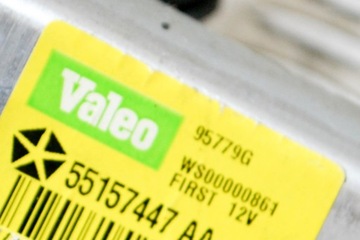 Valeo
95779G
WS00000861
FIRST 12V
55157447 AA